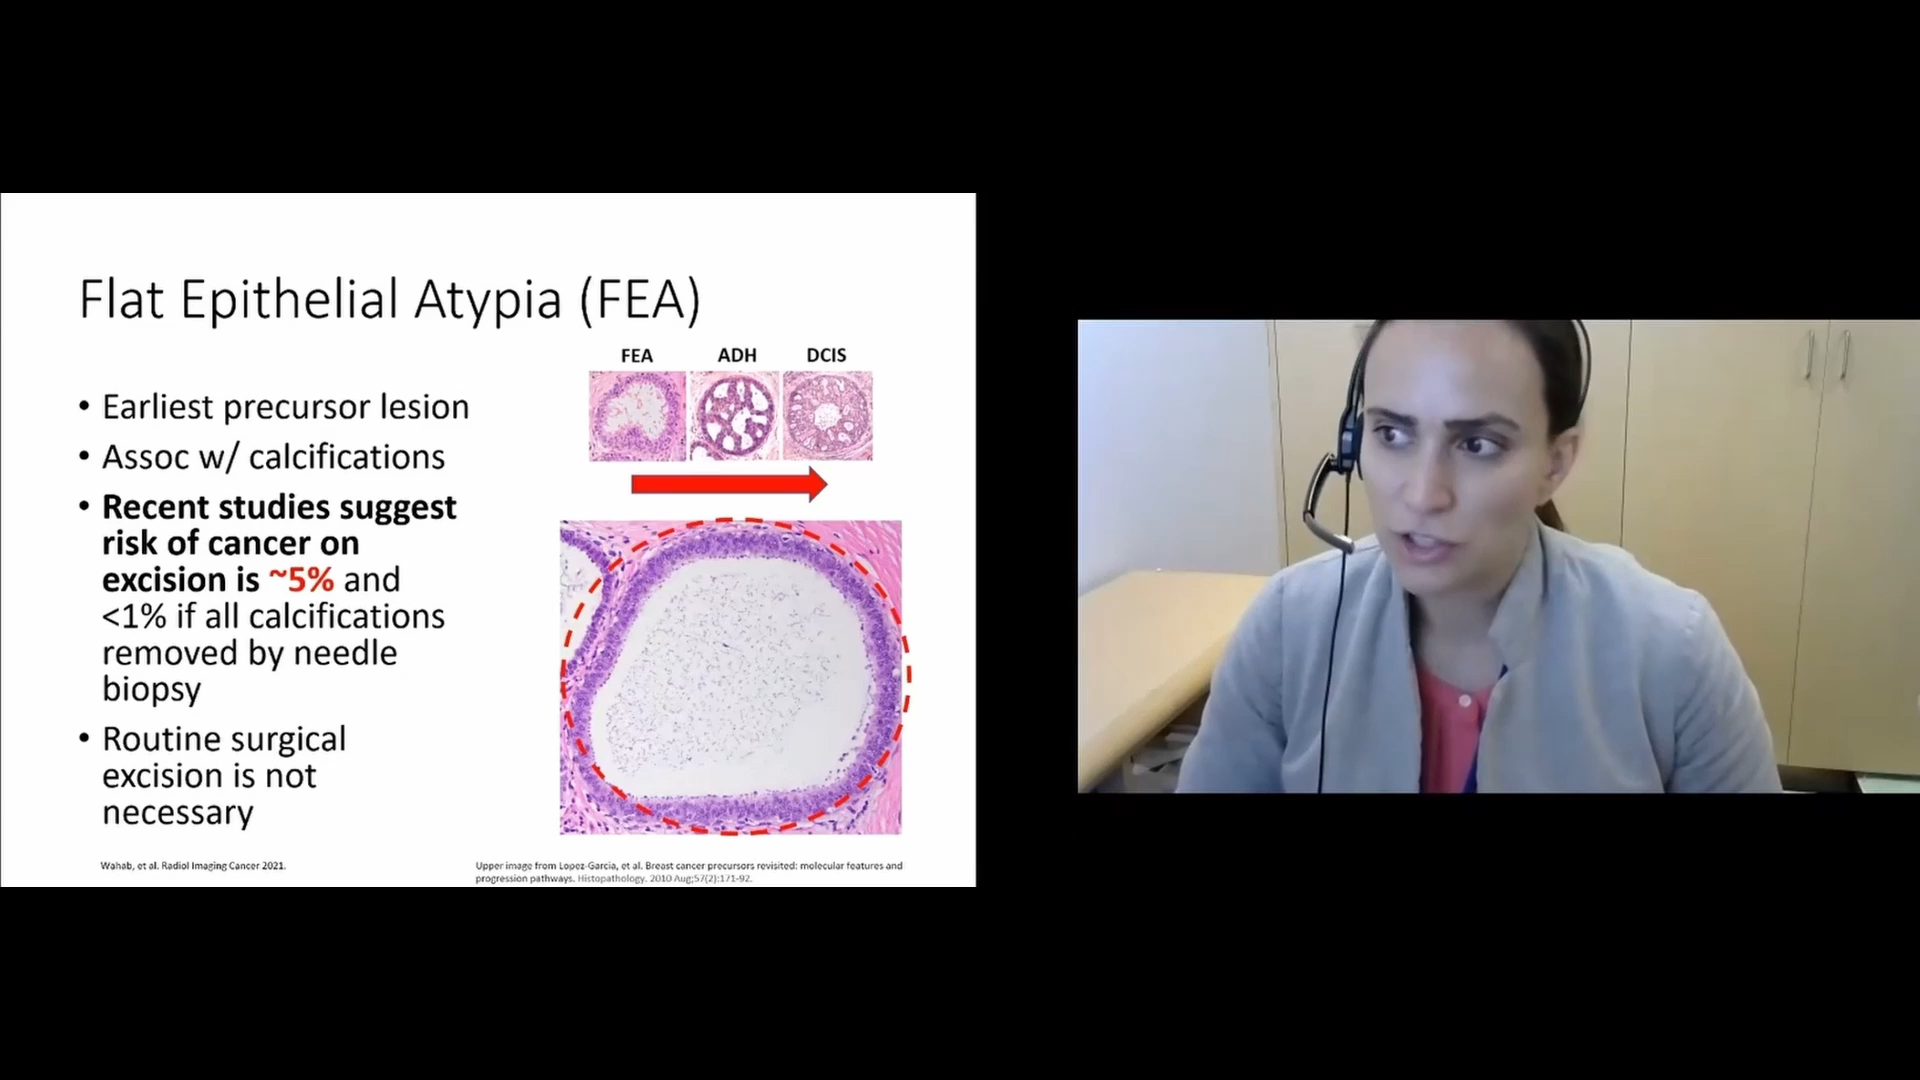 Flat Epithelial Atypia (FEA)
FEA ADH DCIS
• Earliest precursor lesion
• Assoc w/ calcifications
• Recent studies suggest
risk of cancer on
excision is ~5% and
<1% if all calcifications
removed by needle
biopsy
• Routine surgical
excision is not
necessary
Wahab, et al. Radiol Imaging Cancer 2021.
Upper image from Lopez-Garcia, et al. Breast cancer precursors revisited: molecular features and
progression pathways. Histopathology. 2010 Aug;57(2):171-92.